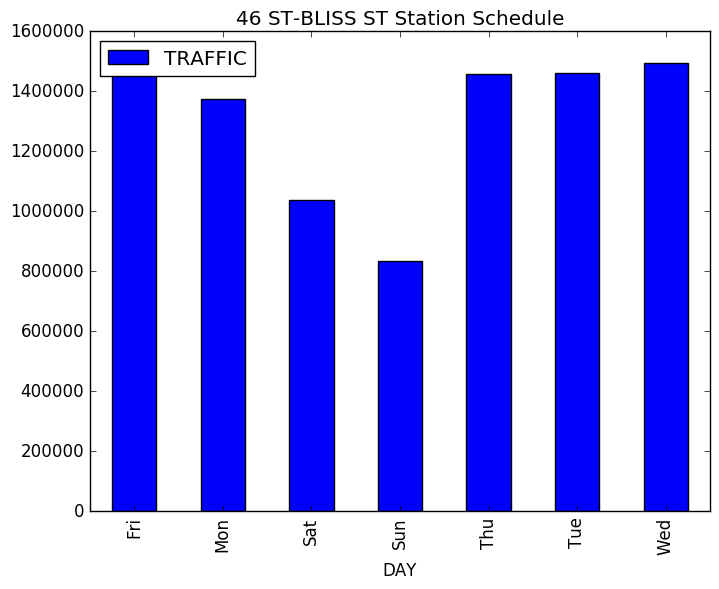 46 ST-BLISS ST Station Schedule
TRAFFIC
1600000
1400000
1200000
1000000
800000
600000
400000
200000
0
Fri
Mon
Sat
Sun
Thu
Tue
Wed
DAY